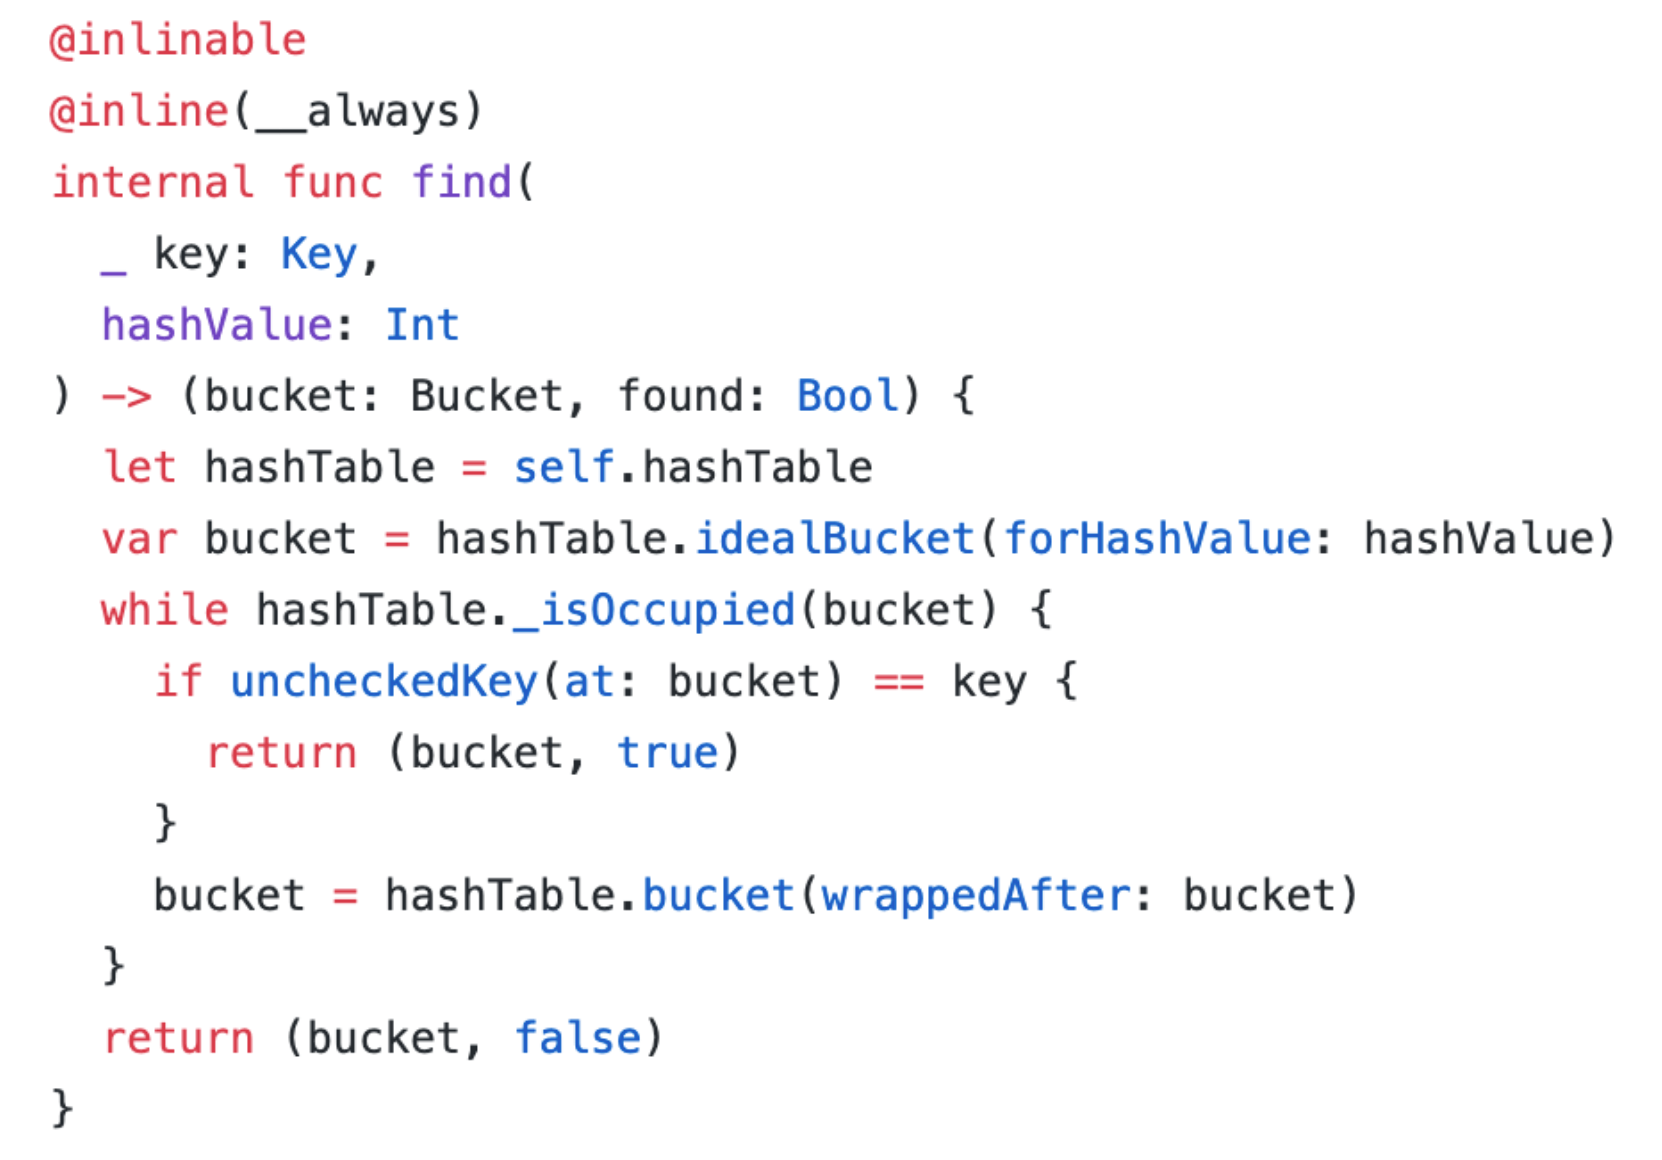 @inlinable
@inline(__always)
internal func find(
  _ key: Key,
  hashValue: Int
) -> (bucket: Bucket, found: Bool) {
  let hashTable = self.hashTable
  var bucket = hashTable.idealBucket(forHashValue: hashValue)
  while hashTable._isOccupied(bucket) {
    if uncheckedKey(at: bucket) == key {
      return (bucket, true)
    }
    bucket = hashTable.bucket(wrappedAfter: bucket)
  }
  return (bucket, false)
}